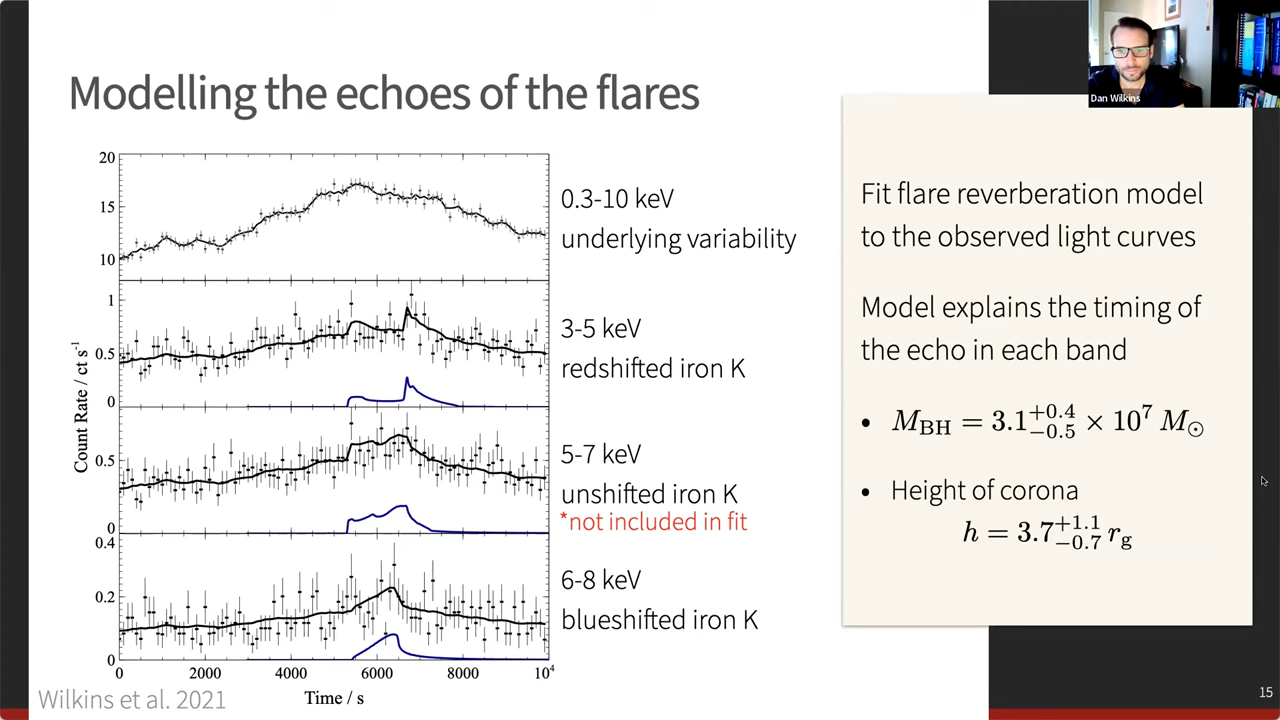 Dan Wilkins
Modelling the echoes of the flares
20
15
10
0.3-10 keV
underlying variability
1
0.5
0
3-5 keV
redshifted iron K
0.5
0
5-7 keV
unshifted iron K
*not included in fit
0.4
0.2
0
6-8 keV
blueshifted iron K
Count Rate / ct s⁻¹
0 2000 4000 6000 8000 10⁴
Time / s
Wilkins et al. 2021
Fit flare reverberation model
to the observed light curves
Model explains the timing of
the echo in each band
• M_BH = 3.1^{+0.4}_{−0.5} × 10⁷ M_⊙
• Height of corona
h = 3.7^{+1.1}_{−0.7} r_g
15